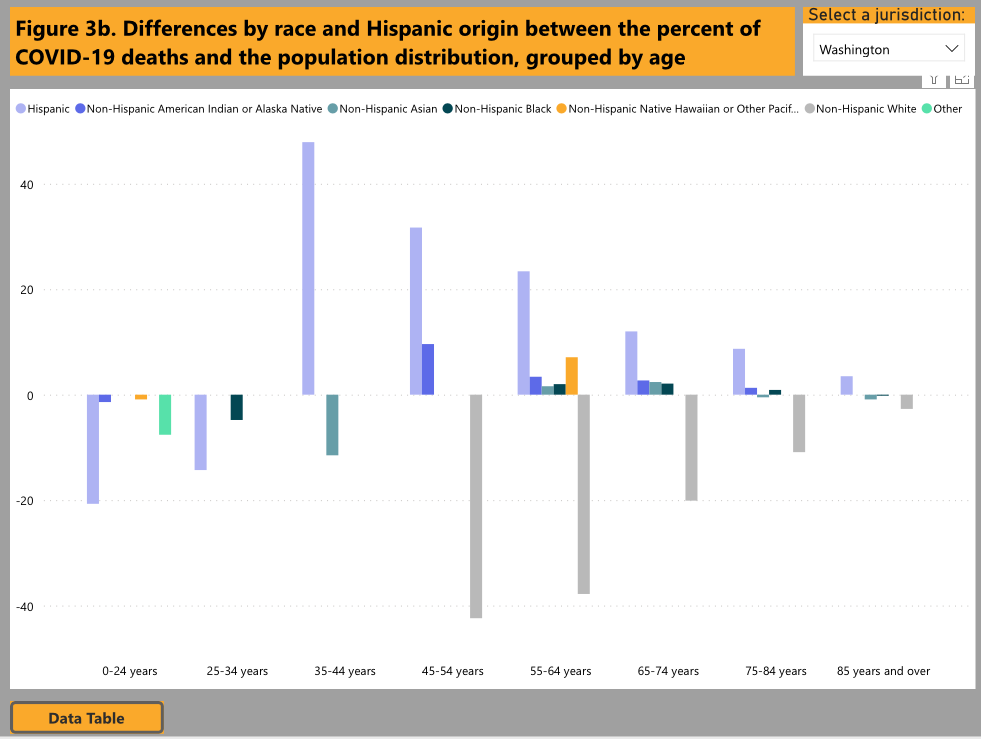 Figure 3b. Differences by race and Hispanic origin between the percent of
COVID-19 deaths and the population distribution, grouped by age
Select a jurisdiction:
Washington
Hispanic Non-Hispanic American Indian or Alaska Native Non-Hispanic Asian Non-Hispanic Black Non-Hispanic Native Hawaiian or Other Pacif... Non-Hispanic White Other
40
20
0
-20
-40
0-24 years 25-34 years 35-44 years 45-54 years 55-64 years 65-74 years 75-84 years 85 years and over
Data Table